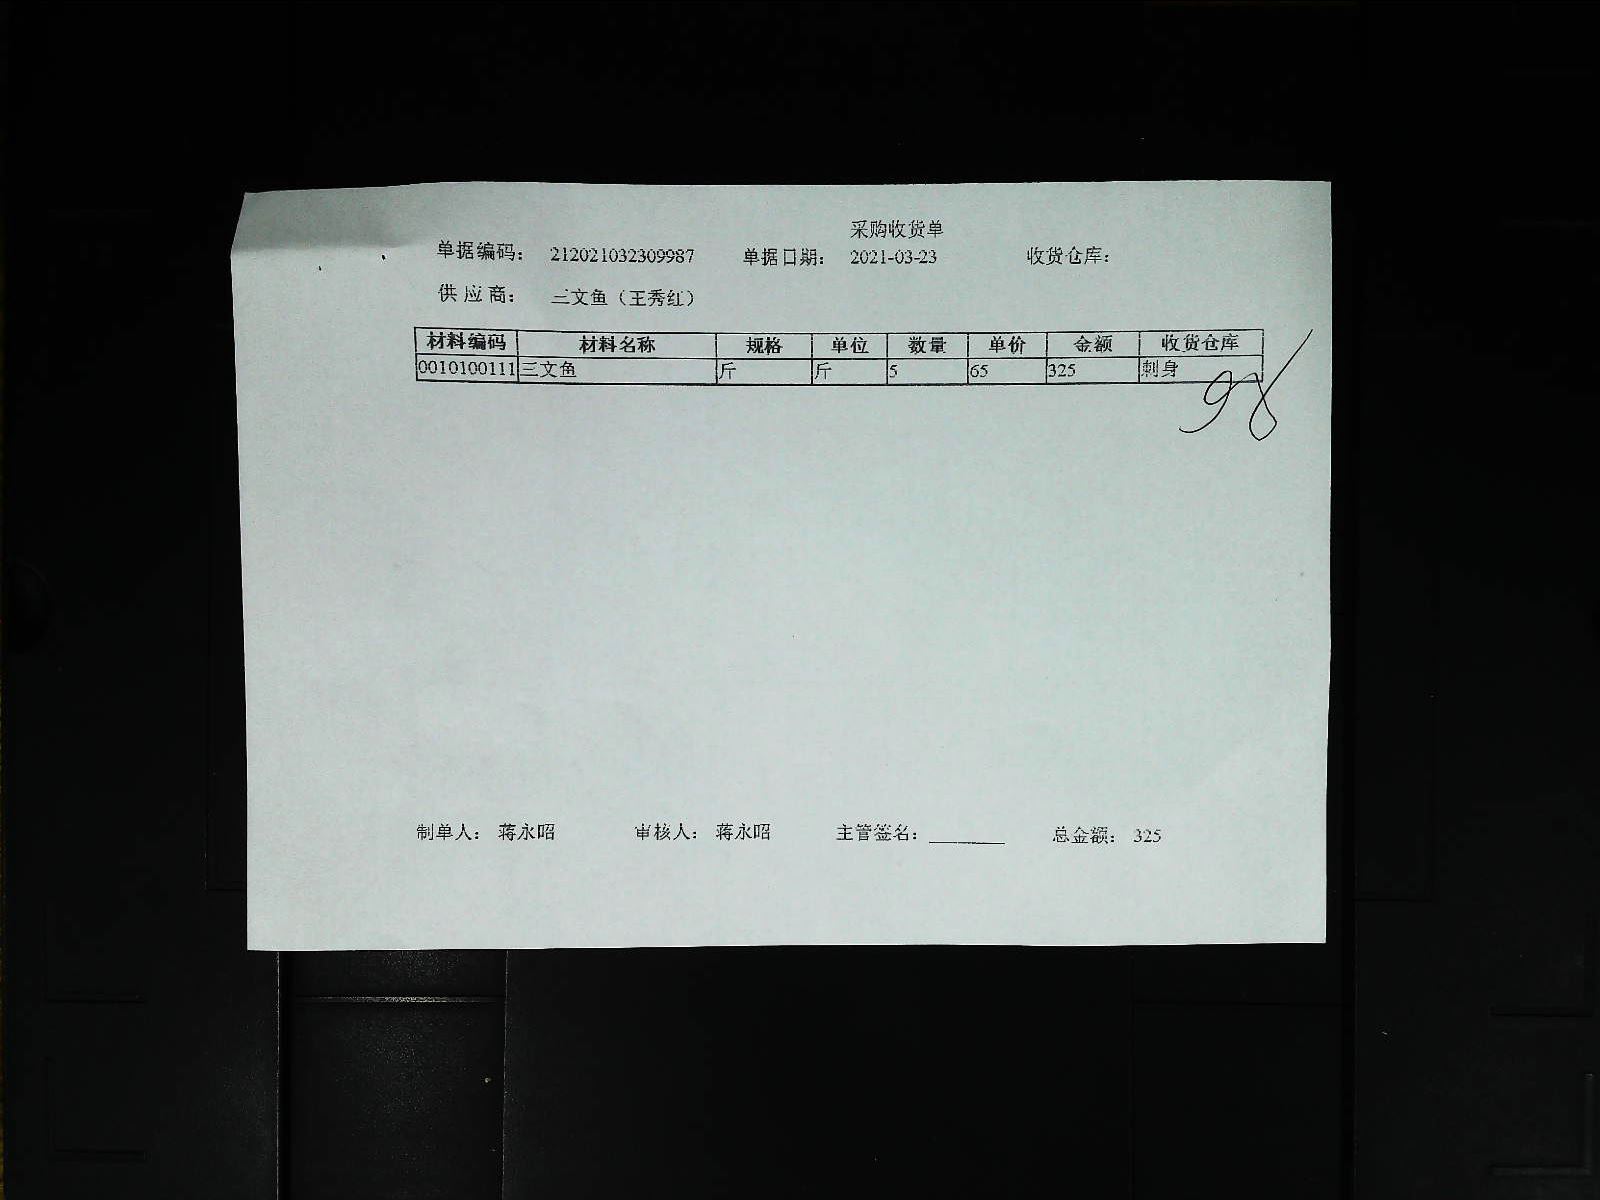 采购收货单
单据编码： 212021032309987 单据日期： 2021-03-23 收货仓库：
供应商： 三文鱼（王秀红）
材料编码 材料名称 规格 单位 数量 单价 金额 收货仓库
0010100111 三文鱼 斤 斤 5 65 325 刺身
98
制单人： 蒋永昭 审核人： 蒋永昭 主管签名： 总金额： 325